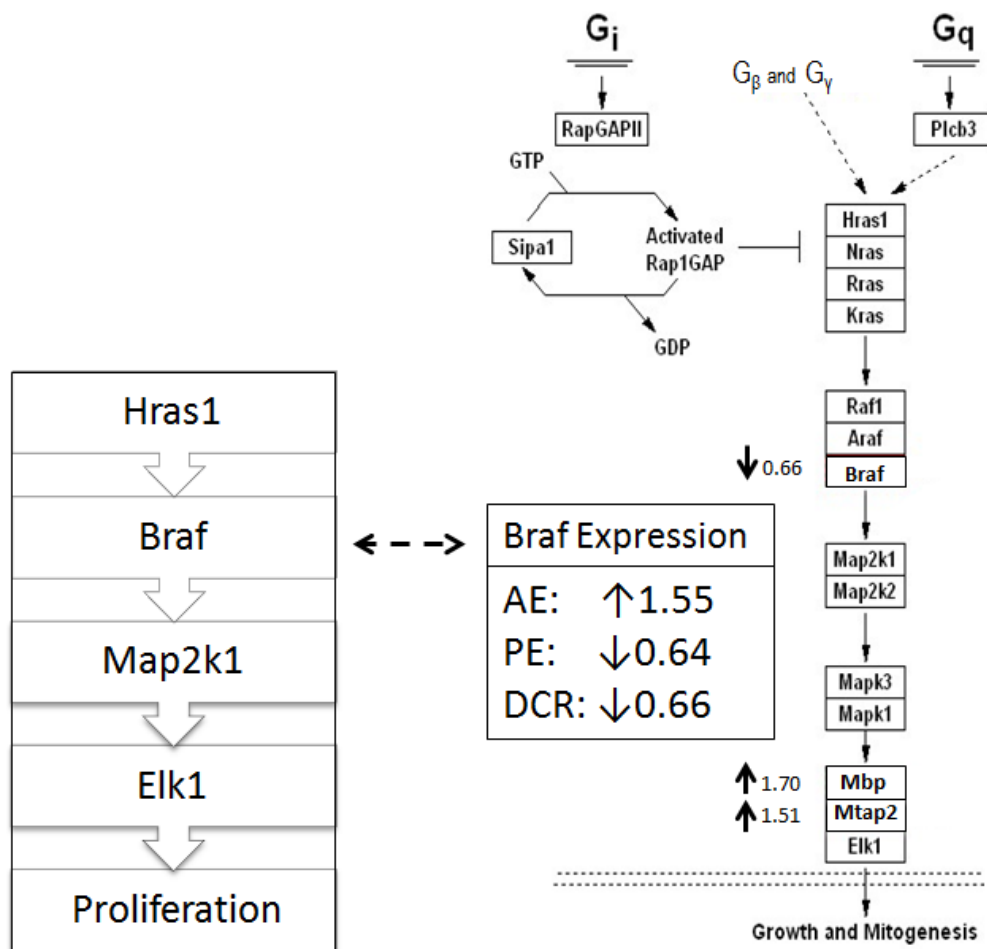 Gi
Gq
Gβ and Gγ
RapGAPII
Plcb3
GTP
Sipa1
Activated
Rap1GAP
GDP
Hras1
Nras
Rras
Kras
Raf1
Araf
Braf
0.66
Map2k1
Map2k2
Mapk3
Mapk1
1.70
Mbp
1.51
Mtap2
Elk1
Growth and Mitogenesis
Hras1
Braf
Map2k1
Elk1
Proliferation
Braf Expression
AE: ↑1.55
PE: ↓0.64
DCR: ↓0.66